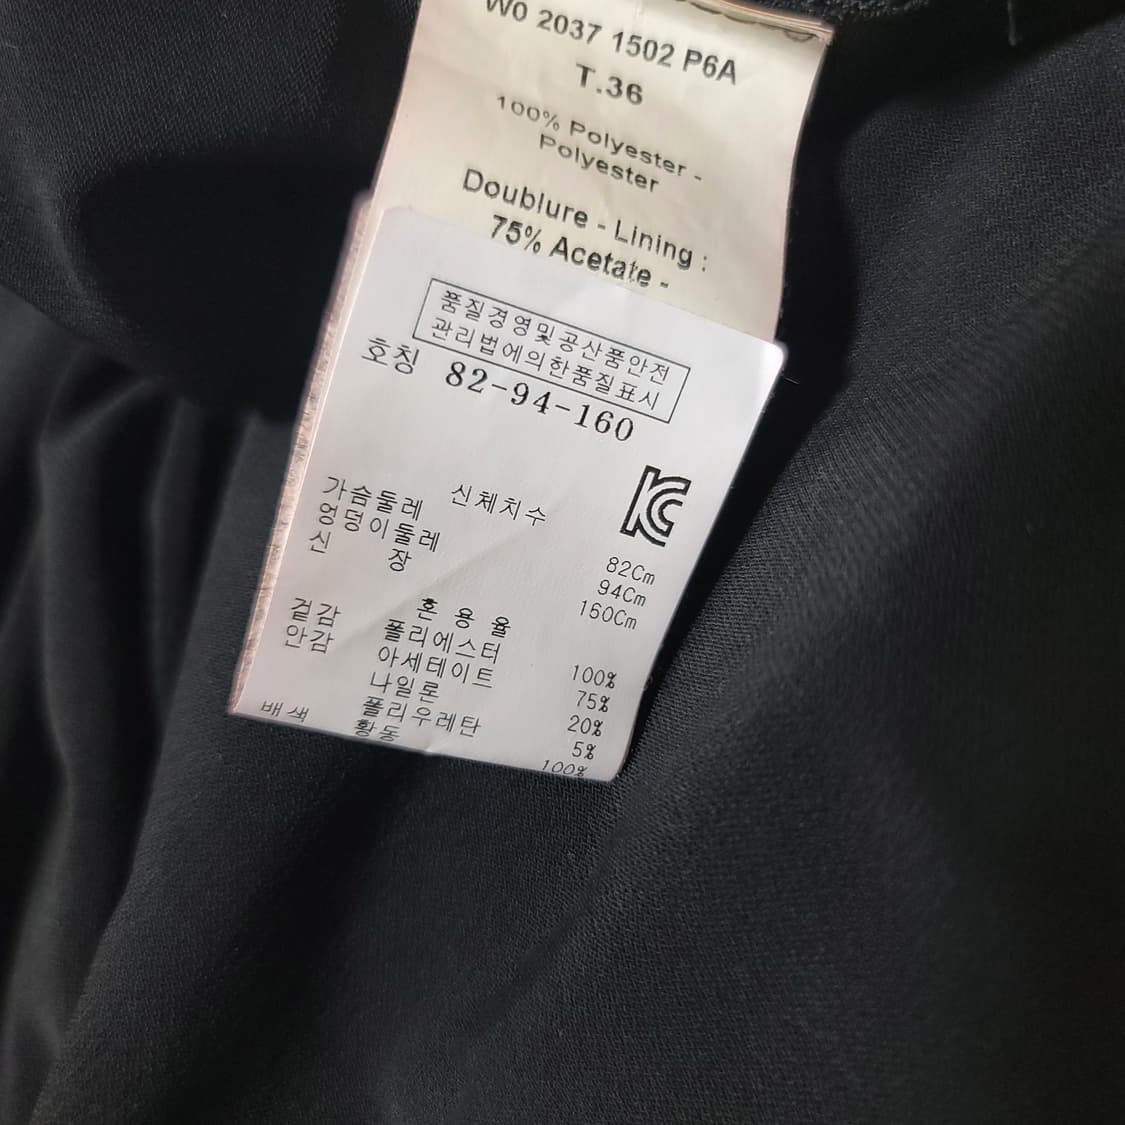 W0 2037 1502 P6A
T.36
100% Polyester -
Polyester
Doublure - Lining :
75% Acetate -
품질경영및공산품안전
관리법에의한품질표시
호칭 82-94-160
신체치수
가슴둘레 82Cm
엉덩이둘레 94Cm
신 장 160Cm
혼 용 율
겉감 폴리에스터 100%
안감 아세테이트 75%
나일론 20%
폴리우레탄 5%
배색 황동 100%